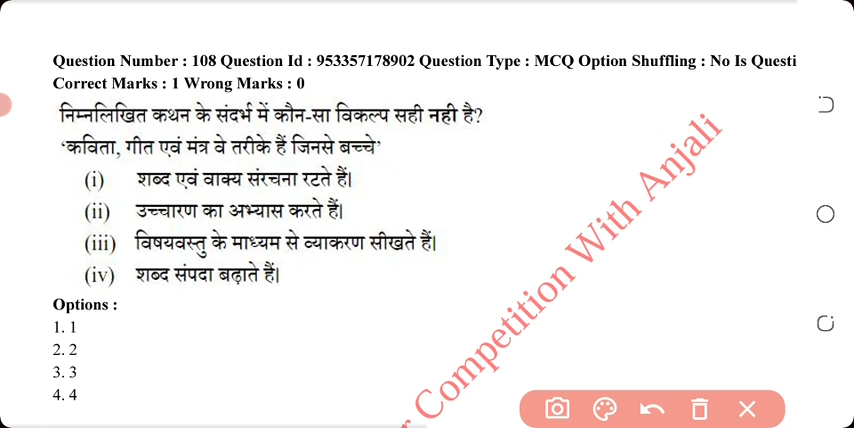 Question Number : 108 Question Id : 953357178902 Question Type : MCQ Option Shuffling : No Is Questi
Correct Marks : 1 Wrong Marks : 0
निम्नलिखित कथन के संदर्भ में कौन-सा विकल्प सही नही है?
'कविता, गीत एवं मंत्र वे तरीके हैं जिनसे बच्चे'
(i) शब्द एवं वाक्य संरचना रटते हैं।
(ii) उच्चारण का अभ्यास करते हैं।
(iii) विषयवस्तु के माध्यम से व्याकरण सीखते हैं।
(iv) शब्द संपदा बढ़ाते हैं।
Options :
1. 1
2. 2
3. 3
4. 4
r Competition With Anjali